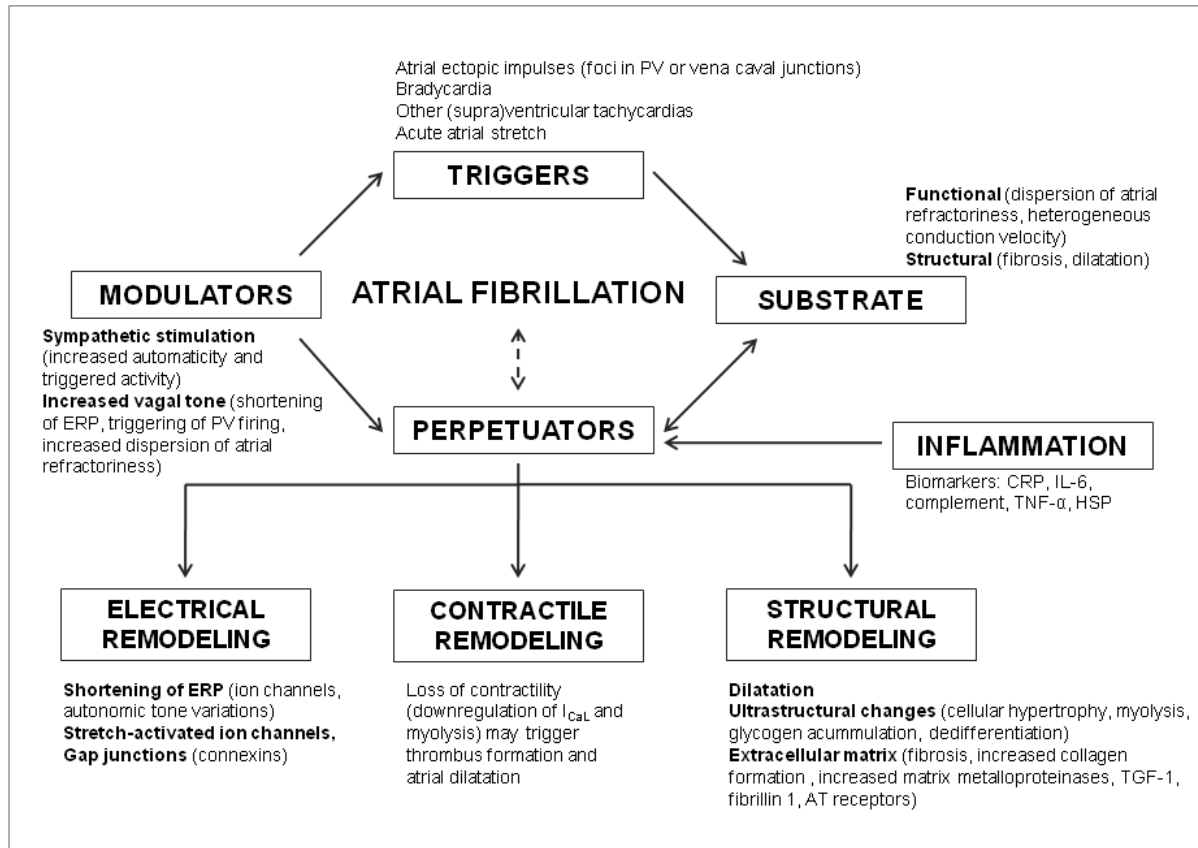 Atrial ectopic impulses (foci in PV or vena caval junctions)
Bradycardia
Other (supra)ventricular tachycardias
Acute atrial stretch
TRIGGERS
Functional (dispersion of atrial
refractoriness, heterogeneous
conduction velocity)
Structural (fibrosis, dilatation)
MODULATORS
ATRIAL FIBRILLATION
SUBSTRATE
Sympathetic stimulation
(increased automaticity and
triggered activity)
Increased vagal tone (shortening
of ERP, triggering of PV firing,
increased dispersion of atrial
refractoriness)
PERPETUATORS
INFLAMMATION
Biomarkers: CRP, IL-6,
complement, TNF-α, HSP
ELECTRICAL
REMODELING
Shortening of ERP (ion channels,
autonomic tone variations)
Stretch-activated ion channels,
Gap junctions (connexins)
CONTRACTILE
REMODELING
Loss of contractility
(downregulation of ICaL and
myolysis) may trigger
thrombus formation and
atrial dilatation
STRUCTURAL
REMODELING
Dilatation
Ultrastructural changes (cellular hypertrophy, myolysis,
glycogen acummulation, dedifferentiation)
Extracellular matrix (fibrosis, increased collagen
formation , increased matrix metalloproteinases, TGF-1,
fibrillin 1, AT receptors)